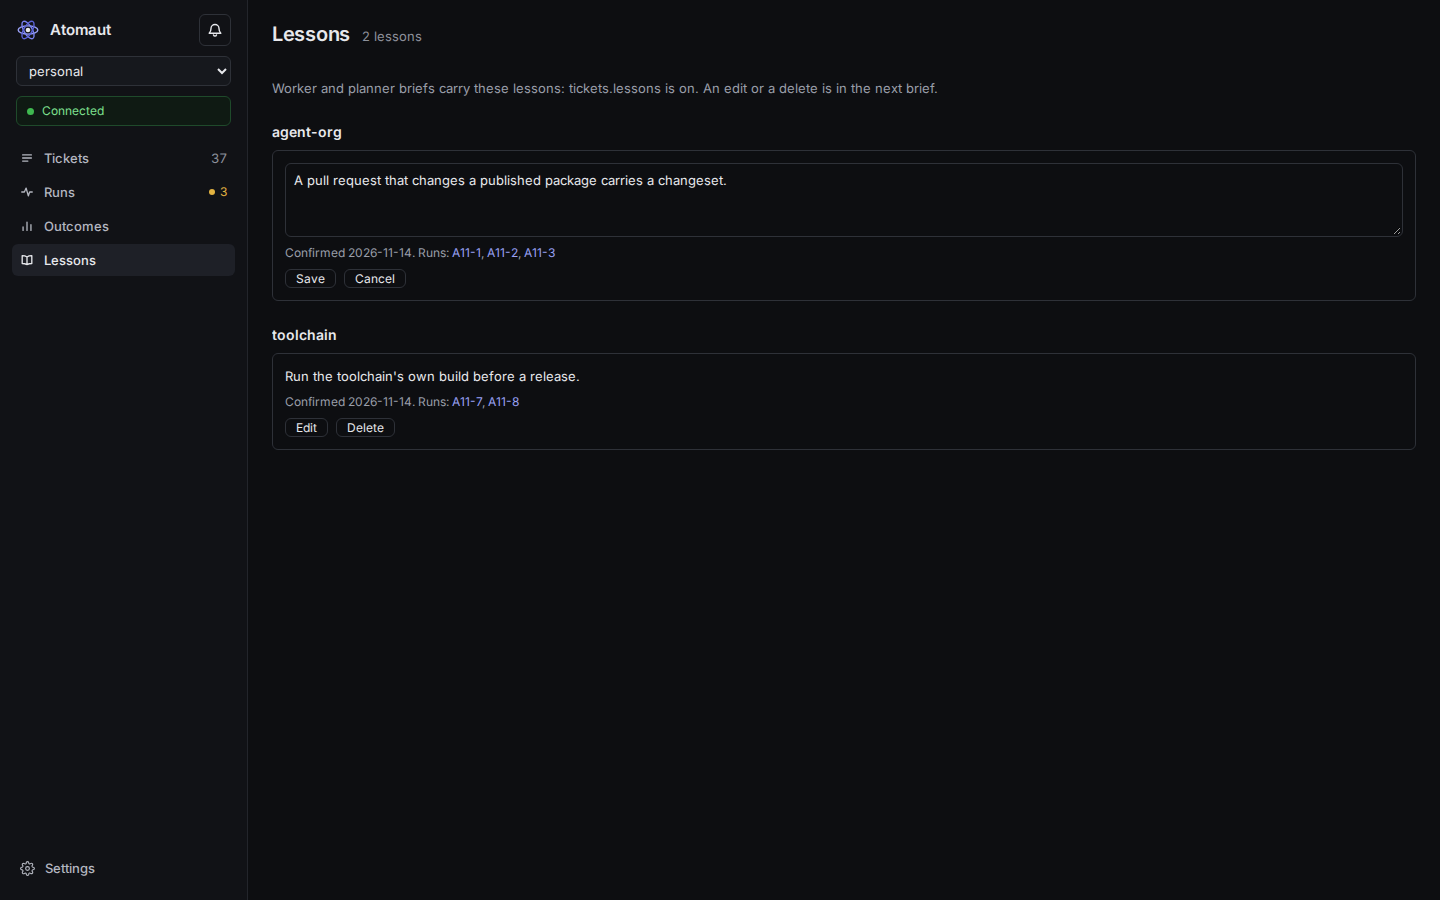 Atomaut
personal
Connected
Tickets 37
Runs 3
Outcomes
Lessons
Settings
Lessons 2 lessons
Worker and planner briefs carry these lessons: tickets.lessons is on. An edit or a delete is in the next brief.
agent-org
A pull request that changes a published package carries a changeset.
Confirmed 2026-11-14. Runs: A11-1, A11-2, A11-3
Save Cancel
toolchain
Run the toolchain's own build before a release.
Confirmed 2026-11-14. Runs: A11-7, A11-8
Edit Delete